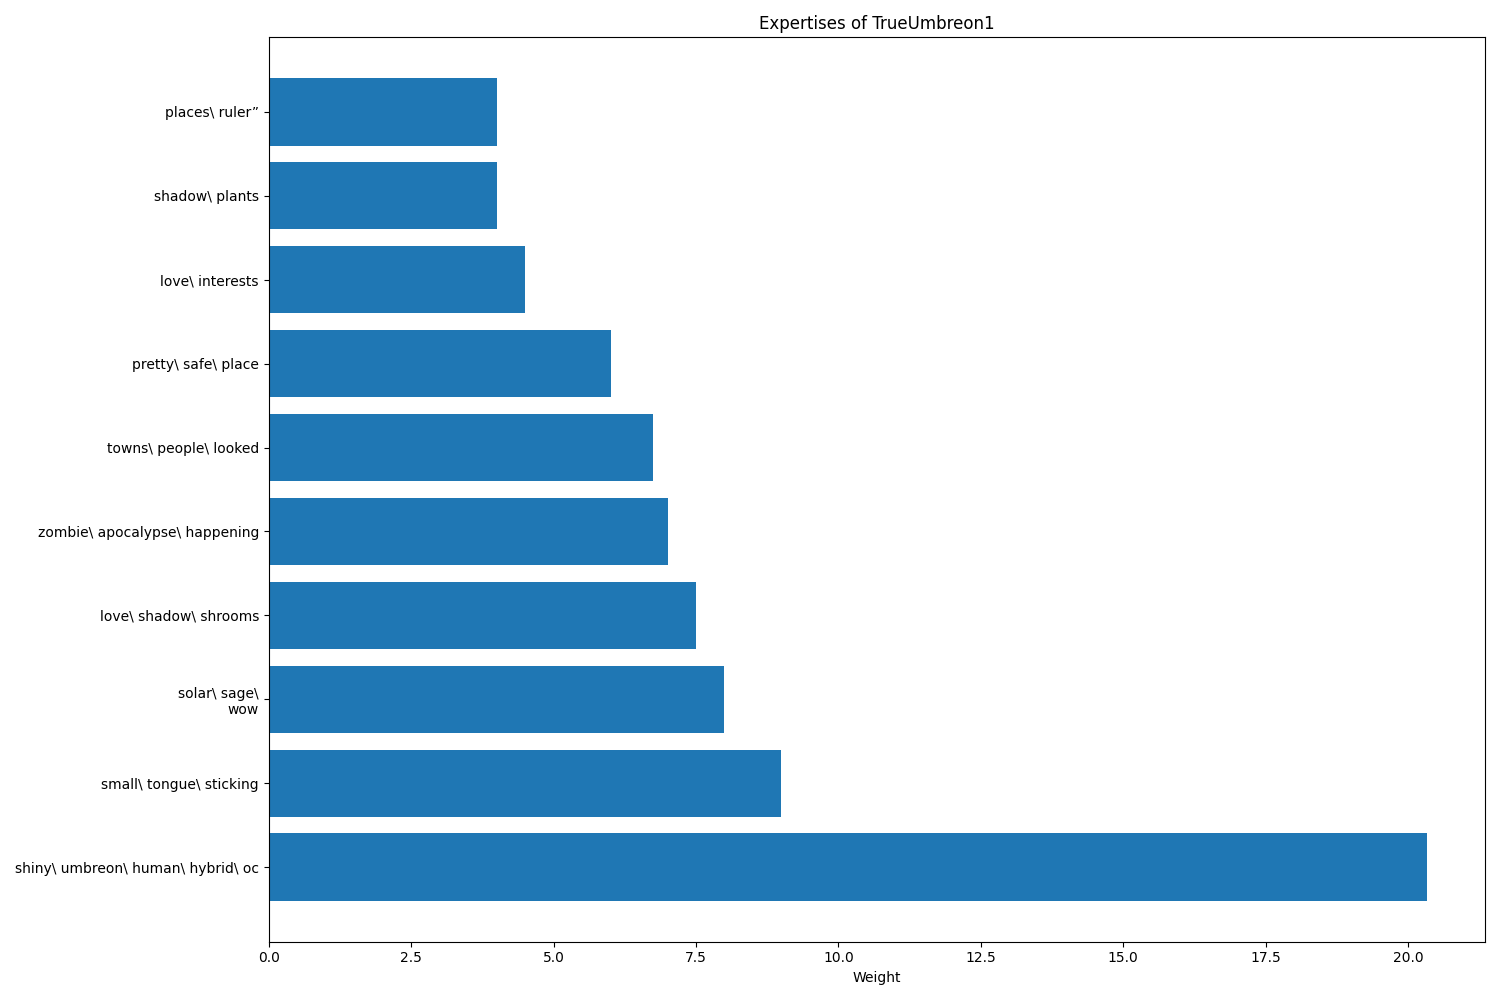 Expertises of TrueUmbreon1
places\ ruler”
shadow\ plants
love\ interests
pretty\ safe\ place
towns\ people\ looked
zombie\ apocalypse\ happening
love\ shadow\ shrooms
solar\ sage\
wow
small\ tongue\ sticking
shiny\ umbreon\ human\ hybrid\ oc
0.0 2.5 5.0 7.5 10.0 12.5 15.0 17.5 20.0
Weight